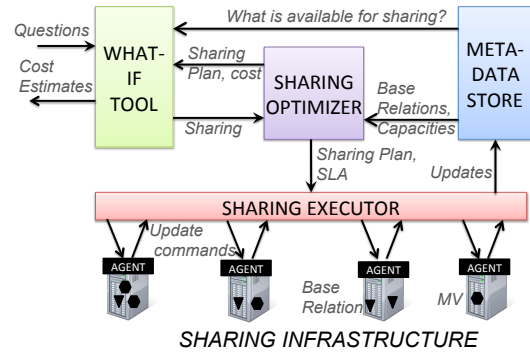 What is available for sharing?
Questions
Cost
Estimates
WHAT-
IF
TOOL
Sharing
Plan, cost
Sharing
SHARING
OPTIMIZER
Base
Relations,
Capacities
META-
DATA
STORE
Sharing Plan,
SLA
Updates
SHARING EXECUTOR
Update
commands
AGENT
AGENT
Base
Relation
AGENT
MV
AGENT
SHARING INFRASTRUCTURE